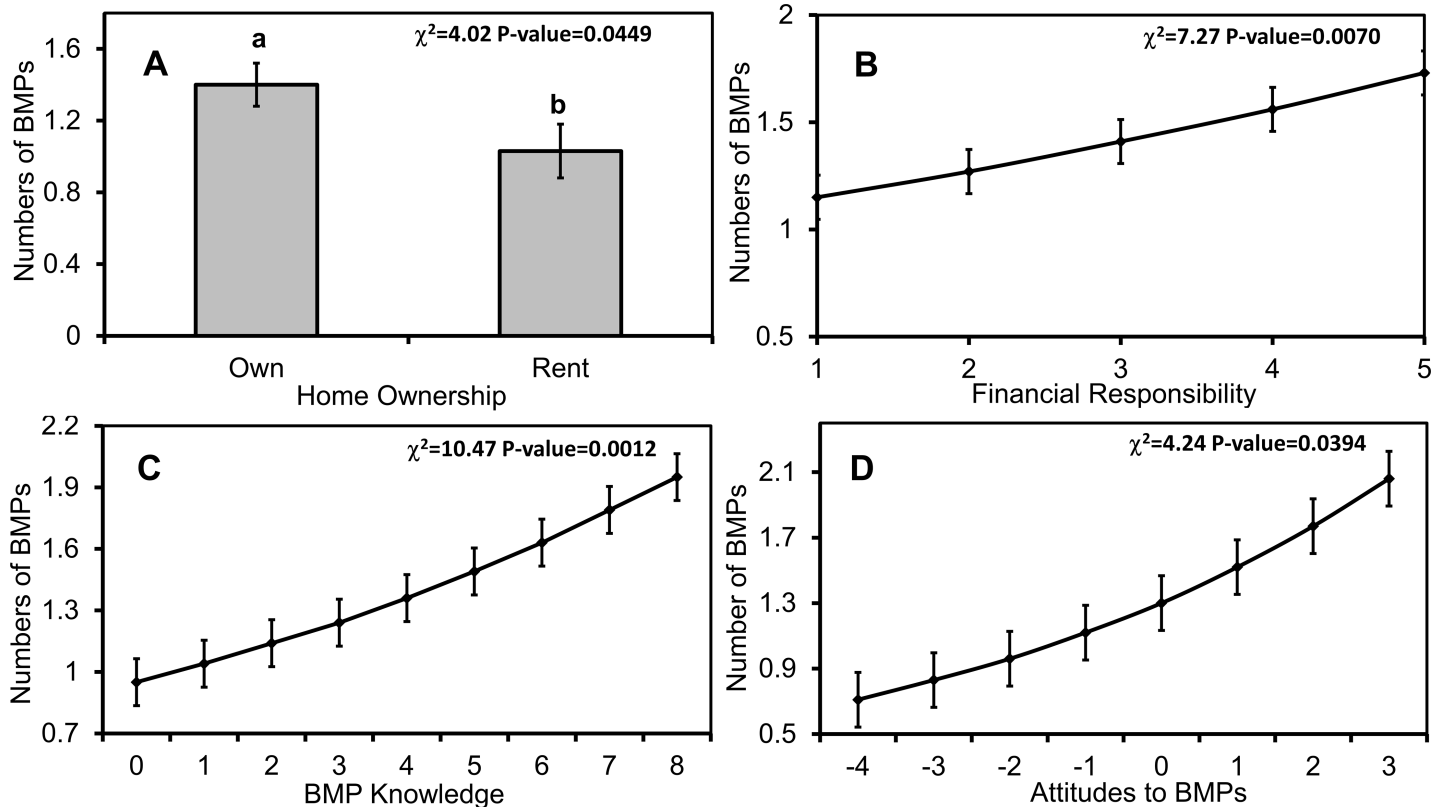 A
a
χ²=4.02 P-value=0.0449
b
Numbers of BMPs
1.6
1.2
0.8
0.4
0
Own Rent
Home Ownership
B
χ²=7.27 P-value=0.0070
Numbers of BMPs
2
1.5
1
0.5
1 2 3 4 5
Financial Responsibility
C
χ²=10.47 P-value=0.0012
Numbers of BMPs
2.2
1.9
1.6
1.3
1
0.7
0 1 2 3 4 5 6 7 8
BMP Knowledge
D
χ²=4.24 P-value=0.0394
Number of BMPs
2.1
1.7
1.3
0.9
0.5
-4 -3 -2 -1 0 1 2 3
Attitudes to BMPs